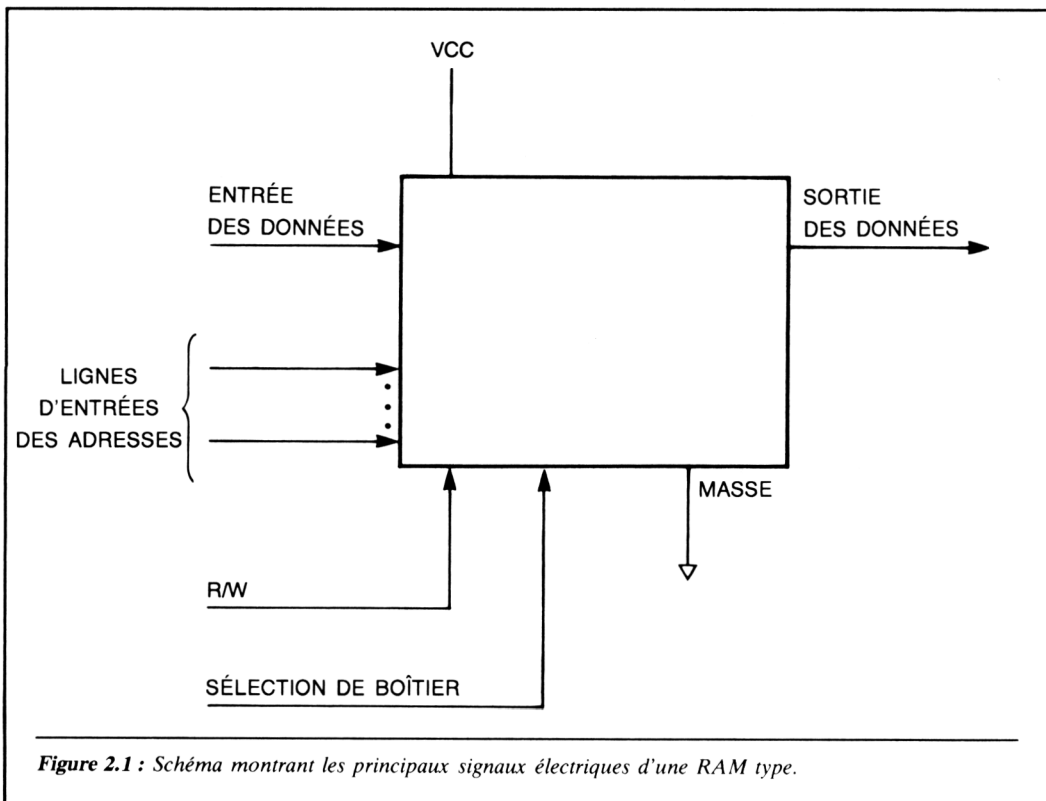 VCC
ENTRÉE
DES DONNÉES
SORTIE
DES DONNÉES
LIGNES
D'ENTRÉES
DES ADRESSES
MASSE
R/W
SÉLECTION DE BOÎTIER
Figure 2.1 : Schéma montrant les principaux signaux électriques d'une RAM type.